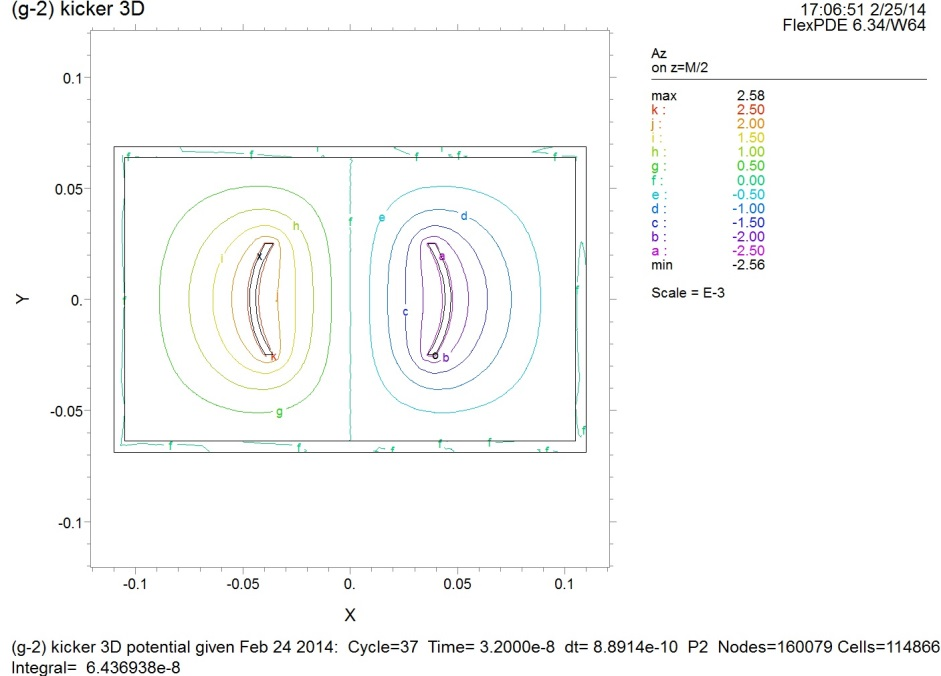 (g-2) kicker 3D
17:06:51 2/25/14
FlexPDE 6.34/W64
Az
on z=M/2
max 2.58
k : 2.50
j : 2.00
i : 1.50
h : 1.00
g : 0.50
f : 0.00
e : -0.50
d : -1.00
c : -1.50
b : -2.00
a : -2.50
min -2.56
Scale = E-3
0.1
0.05
0.
-0.05
-0.1
Y
f f f f f
e d
h f
i x a
f f
c
k o b
g f
f f f f f f
-0.1 -0.05 0. 0.05 0.1
X
(g-2) kicker 3D potential given Feb 24 2014: Cycle=37 Time= 3.2000e-8 dt= 8.8914e-10 P2 Nodes=160079 Cells=114866
Integral= 6.436938e-8